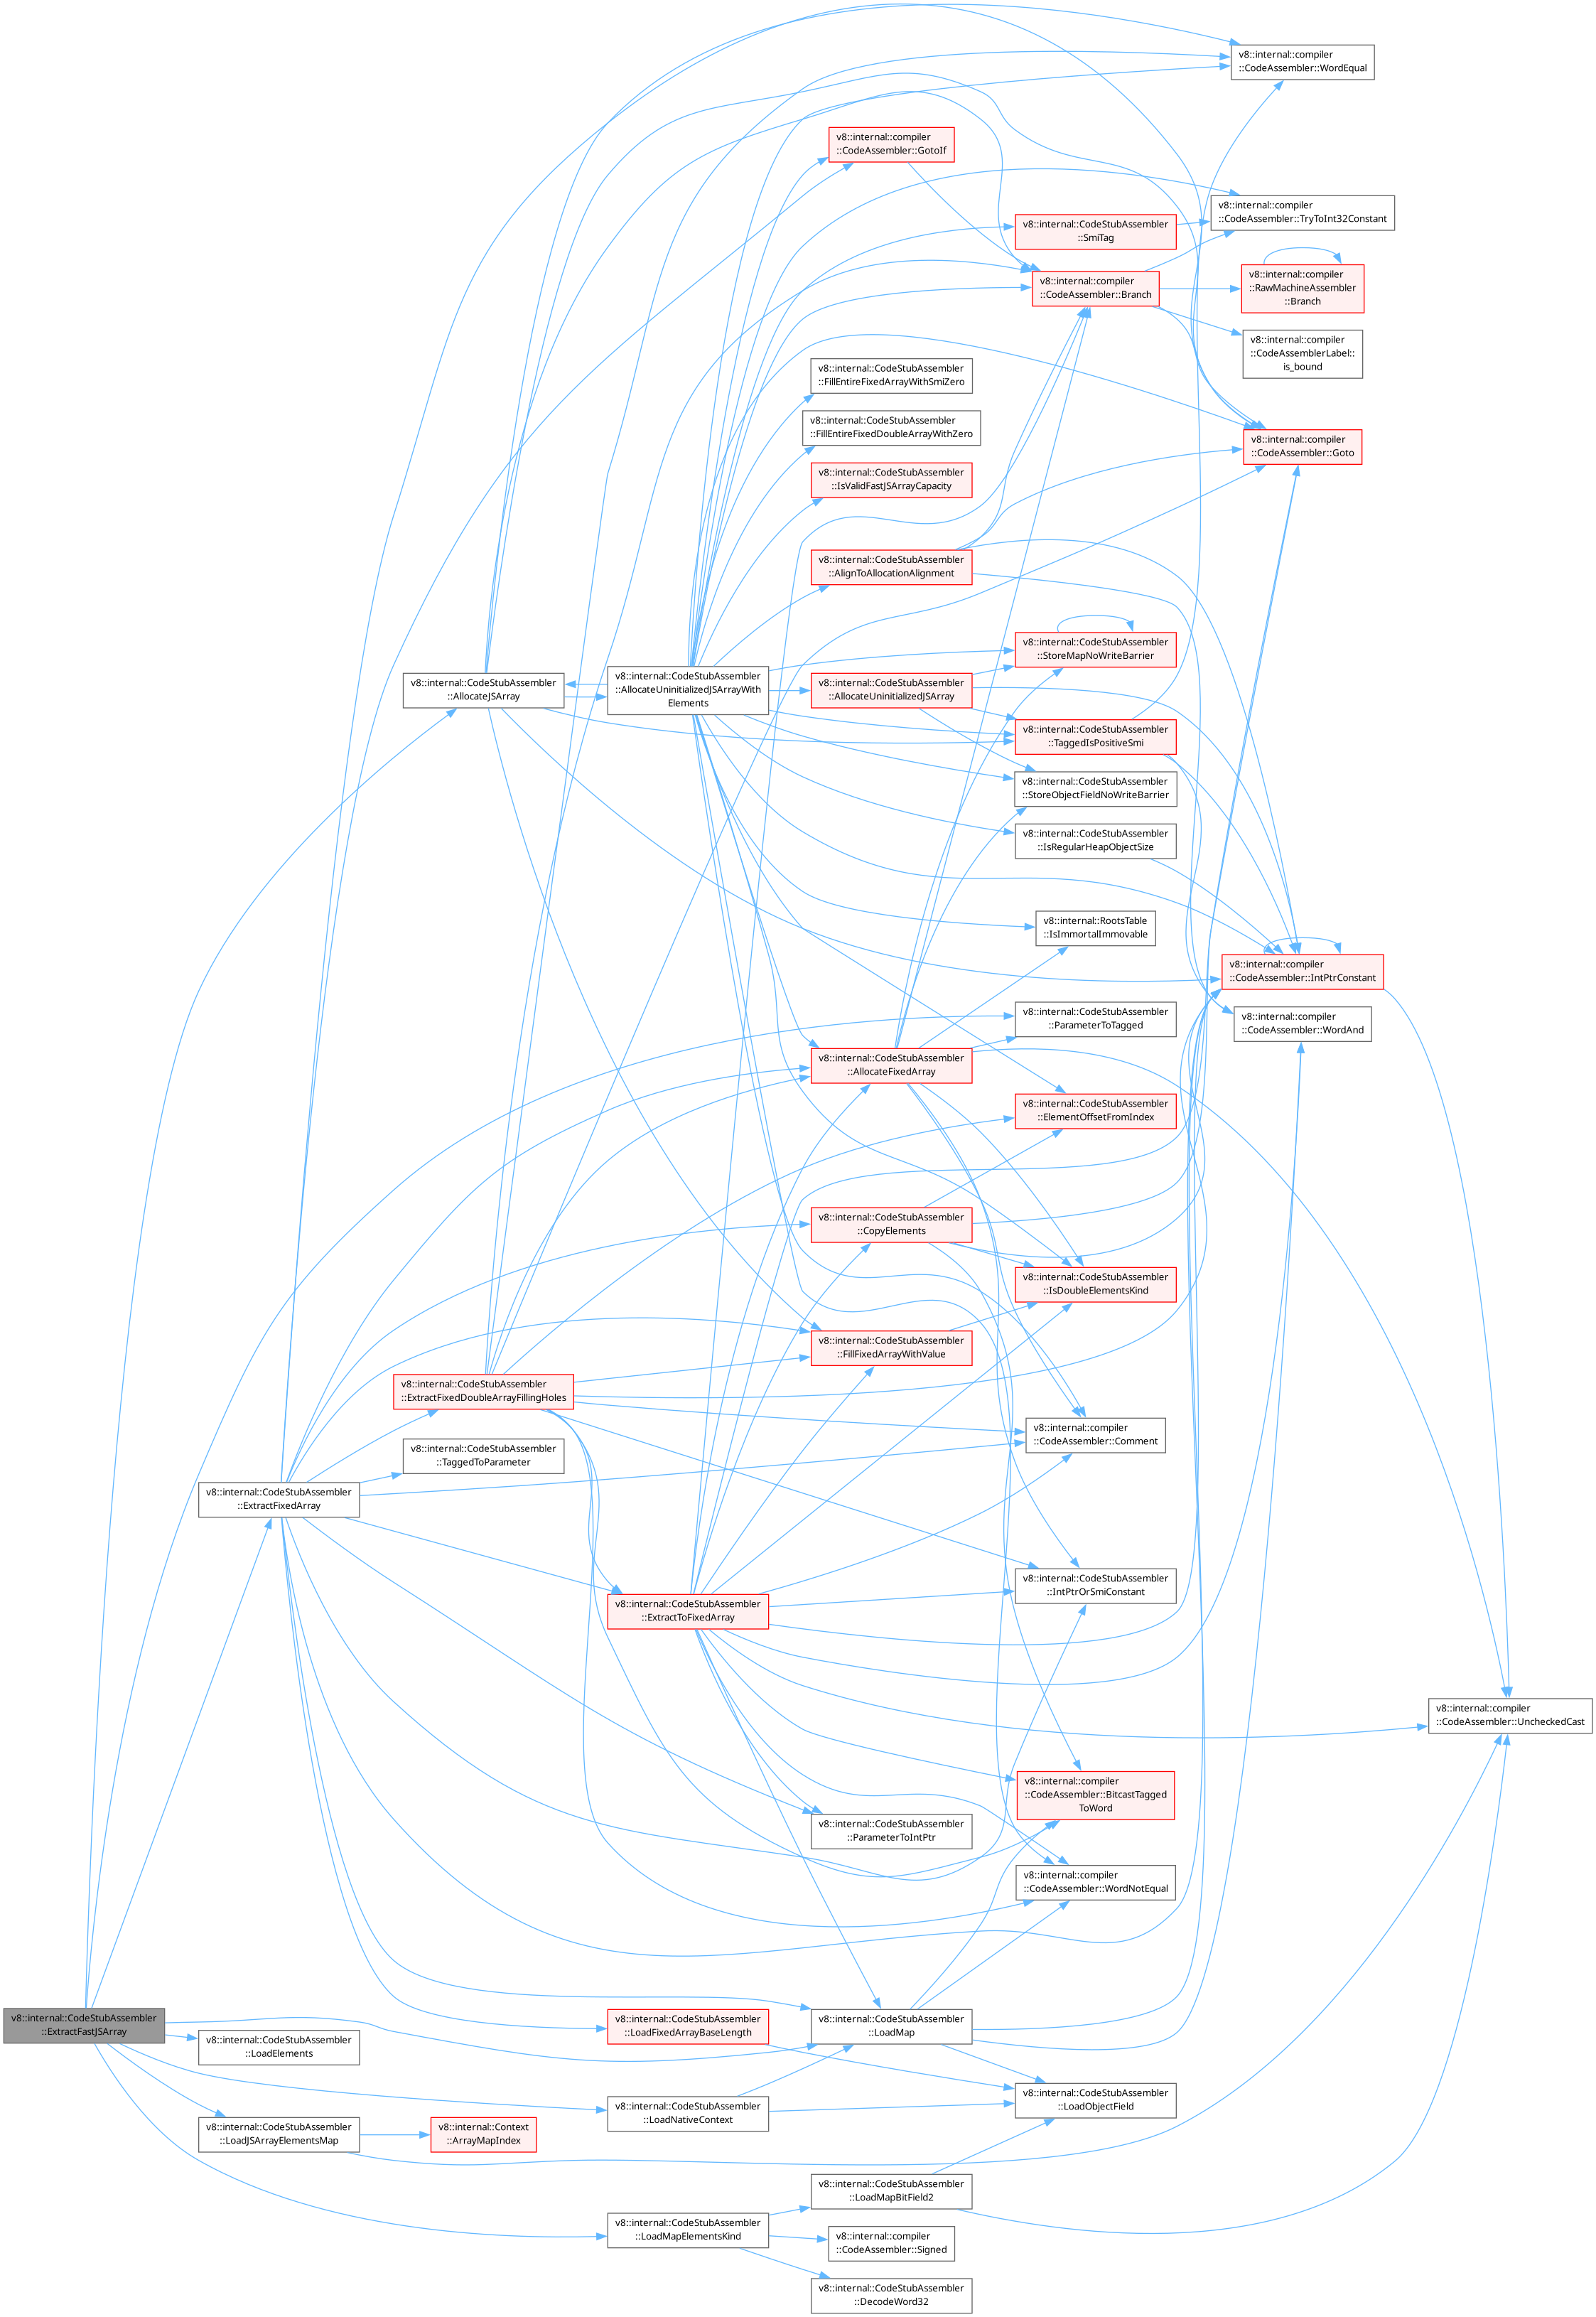 v8::internal::compiler
::CodeAssembler::WordEqual
v8::internal::compiler
::CodeAssembler::GotoIf
v8::internal::compiler
::CodeAssembler::TryToInt32Constant
v8::internal::CodeStubAssembler
::SmiTag
v8::internal::compiler
::CodeAssembler::Branch
v8::internal::compiler
::RawMachineAssembler
::Branch
v8::internal::compiler
::CodeAssemblerLabel::
is_bound
v8::internal::CodeStubAssembler
::FillEntireFixedArrayWithSmiZero
v8::internal::CodeStubAssembler
::FillEntireFixedDoubleArrayWithZero
v8::internal::compiler
::CodeAssembler::Goto
v8::internal::CodeStubAssembler
::IsValidFastJSArrayCapacity
v8::internal::CodeStubAssembler
::AlignToAllocationAlignment
v8::internal::CodeStubAssembler
::StoreMapNoWriteBarrier
v8::internal::CodeStubAssembler
::AllocateJSArray
v8::internal::CodeStubAssembler
::AllocateUninitializedJSArrayWith
Elements
v8::internal::CodeStubAssembler
::AllocateUninitializedJSArray
v8::internal::CodeStubAssembler
::TaggedIsPositiveSmi
v8::internal::CodeStubAssembler
::StoreObjectFieldNoWriteBarrier
v8::internal::CodeStubAssembler
::IsRegularHeapObjectSize
v8::internal::RootsTable
::IsImmortalImmovable
v8::internal::compiler
::CodeAssembler::IntPtrConstant
v8::internal::CodeStubAssembler
::ParameterToTagged
v8::internal::compiler
::CodeAssembler::WordAnd
v8::internal::CodeStubAssembler
::AllocateFixedArray
v8::internal::CodeStubAssembler
::ElementOffsetFromIndex
v8::internal::CodeStubAssembler
::CopyElements
v8::internal::CodeStubAssembler
::IsDoubleElementsKind
v8::internal::CodeStubAssembler
::FillFixedArrayWithValue
v8::internal::CodeStubAssembler
::ExtractFixedDoubleArrayFillingHoles
v8::internal::compiler
::CodeAssembler::Comment
v8::internal::CodeStubAssembler
::TaggedToParameter
v8::internal::CodeStubAssembler
::ExtractFixedArray
v8::internal::CodeStubAssembler
::IntPtrOrSmiConstant
v8::internal::CodeStubAssembler
::ExtractToFixedArray
v8::internal::compiler
::CodeAssembler::UncheckedCast
v8::internal::compiler
::CodeAssembler::BitcastTagged
ToWord
v8::internal::CodeStubAssembler
::ParameterToIntPtr
v8::internal::compiler
::CodeAssembler::WordNotEqual
v8::internal::CodeStubAssembler
::ExtractFastJSArray
v8::internal::CodeStubAssembler
::LoadElements
v8::internal::CodeStubAssembler
::LoadFixedArrayBaseLength
v8::internal::CodeStubAssembler
::LoadMap
v8::internal::CodeStubAssembler
::LoadNativeContext
v8::internal::CodeStubAssembler
::LoadObjectField
v8::internal::CodeStubAssembler
::LoadJSArrayElementsMap
v8::internal::Context
::ArrayMapIndex
v8::internal::CodeStubAssembler
::LoadMapBitField2
v8::internal::CodeStubAssembler
::LoadMapElementsKind
v8::internal::compiler
::CodeAssembler::Signed
v8::internal::CodeStubAssembler
::DecodeWord32